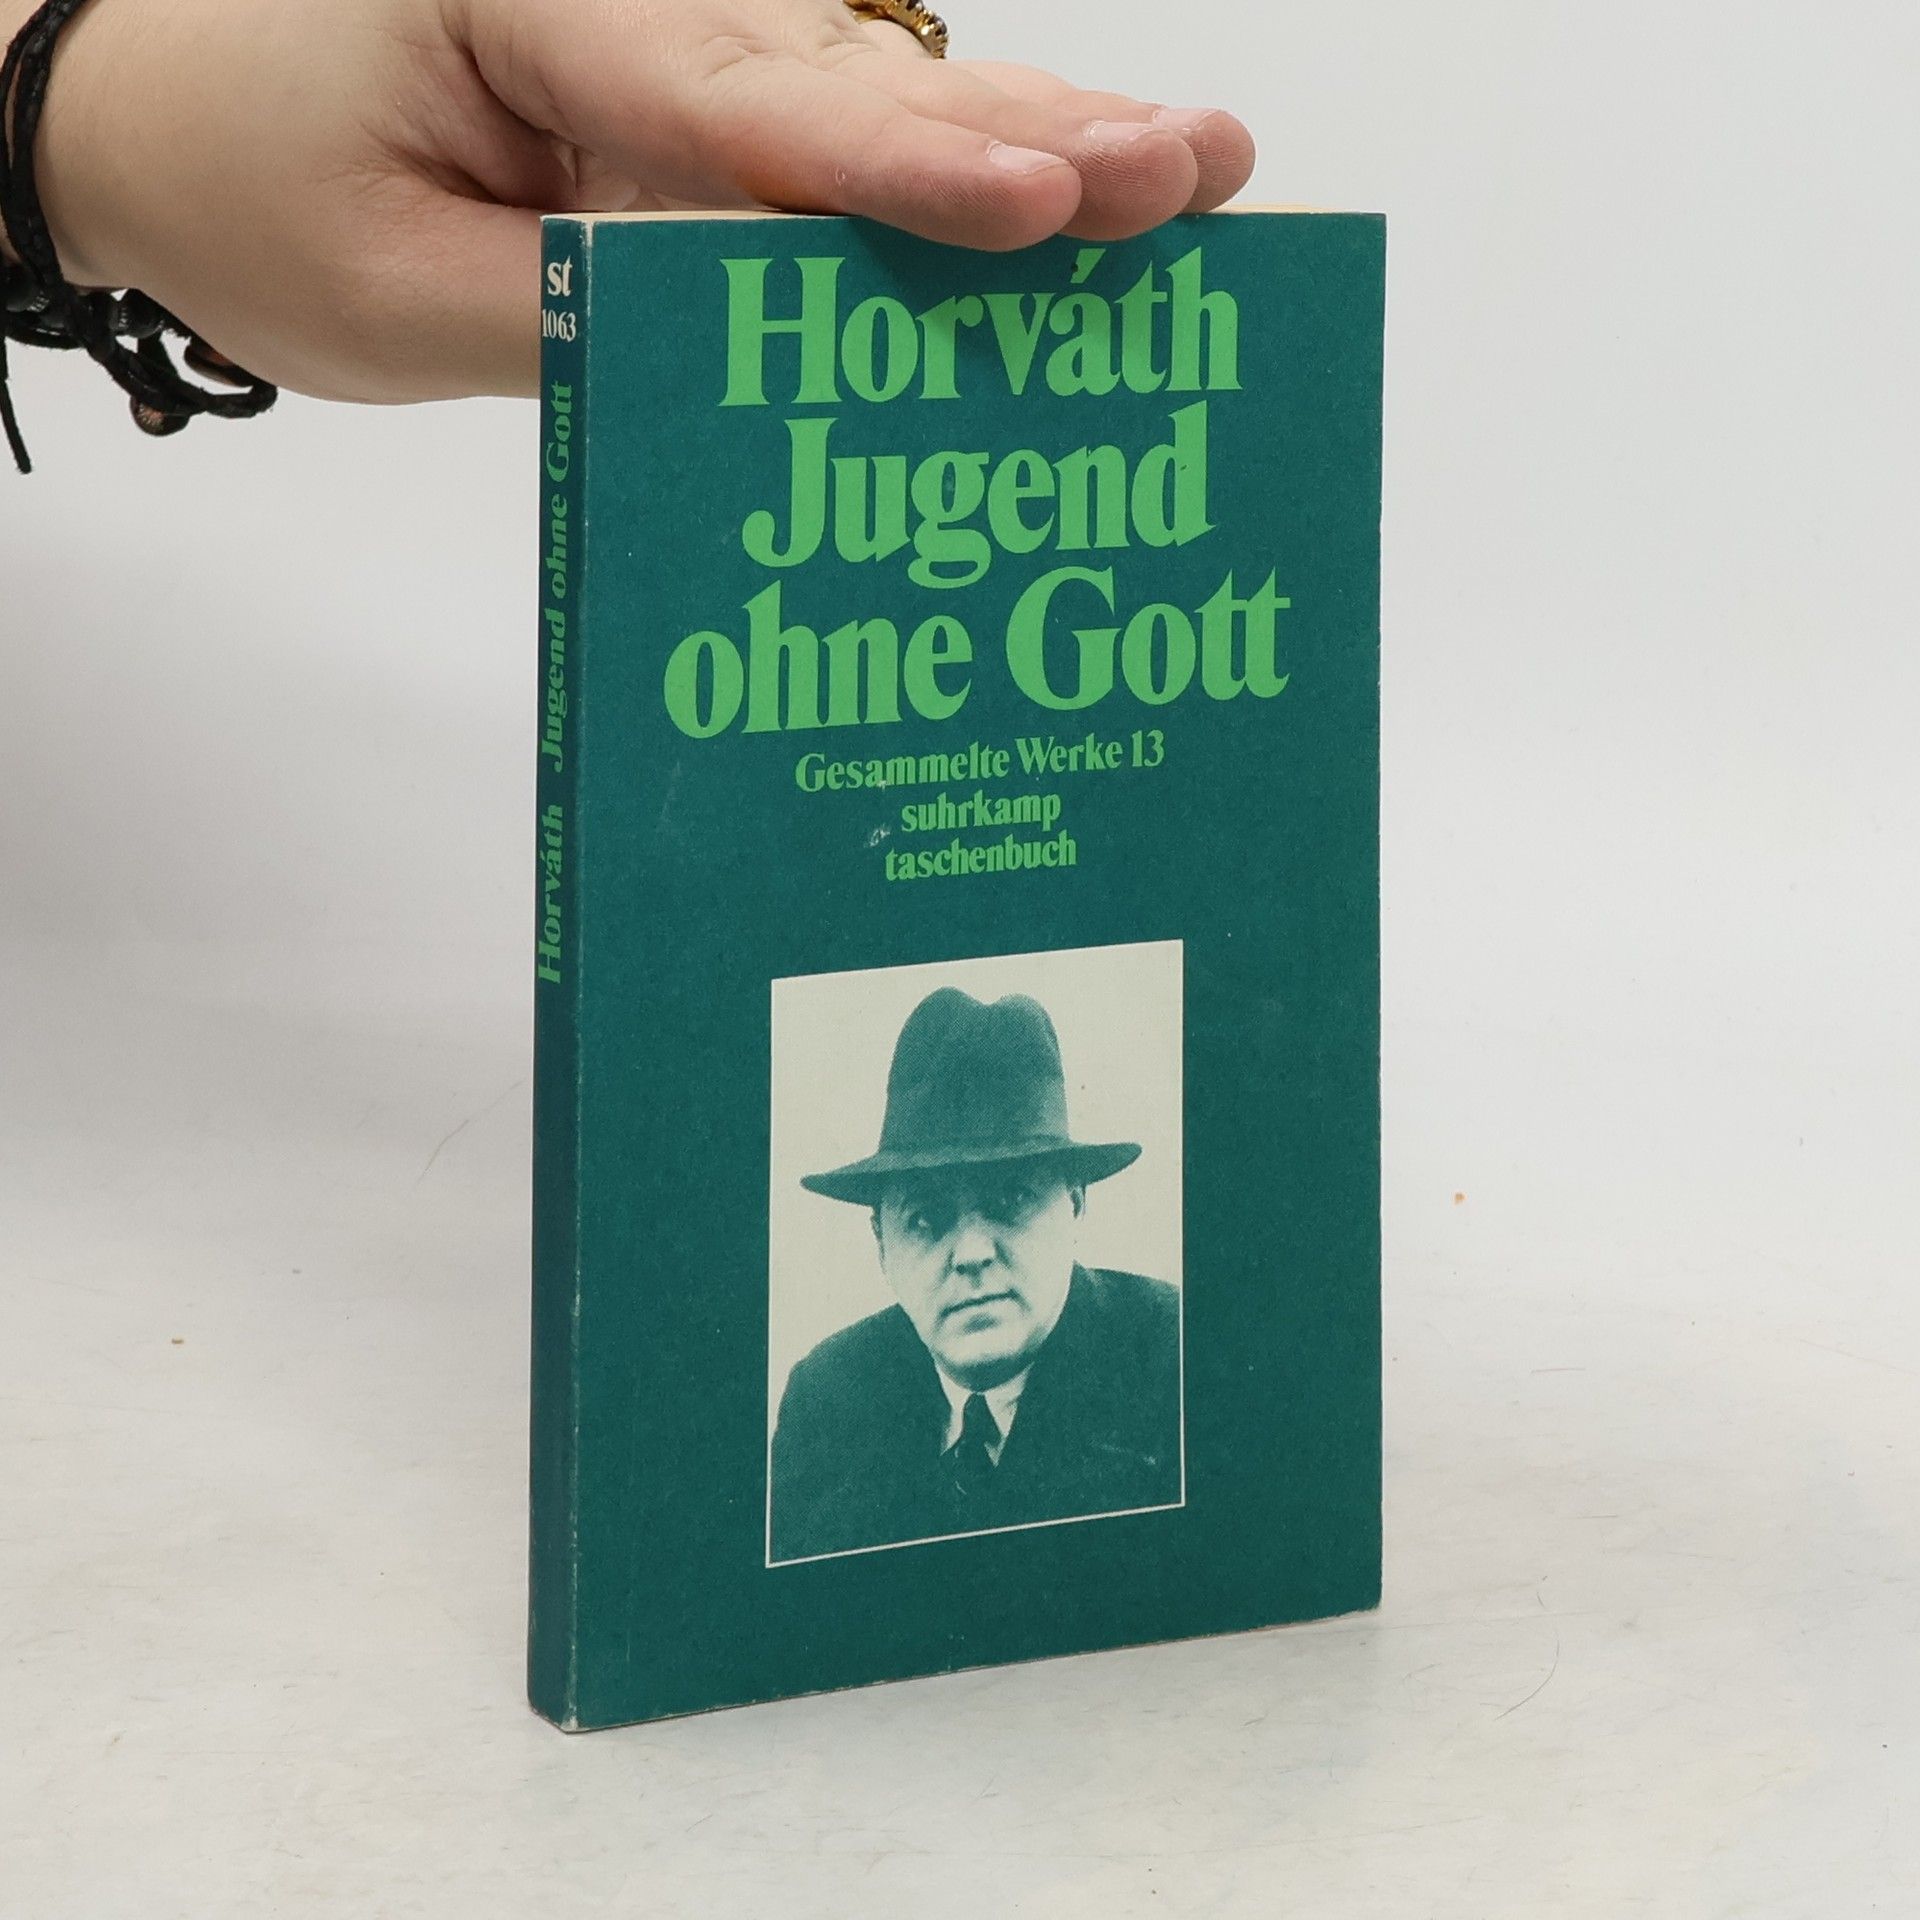 st
1063
Horváth Jugend ohne Gott
Horváth
Jugend
ohne Gott
Gesammelte Werke 13
suhrkamp
taschenbuch